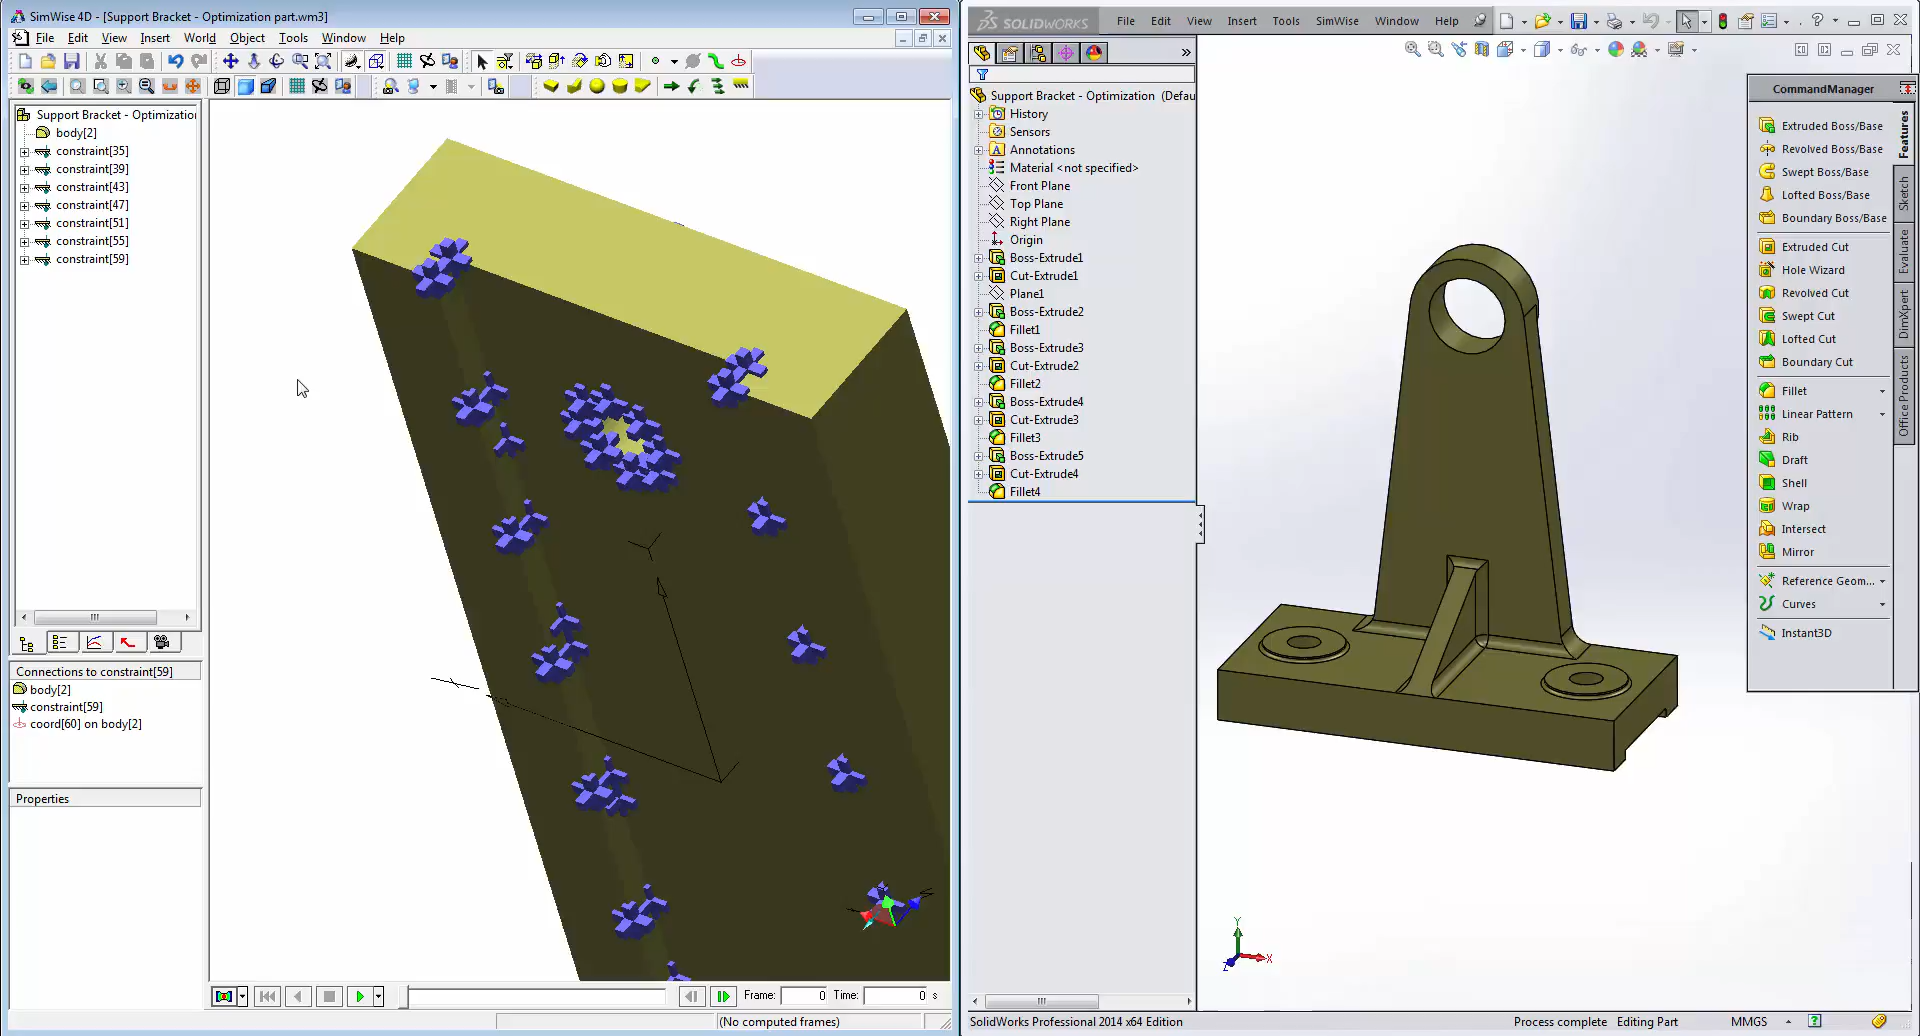 SimWise 4D - [Support Bracket - Optimization part.wm3]
File Edit View Insert World Object Tools Window Help
Support Bracket - Optimizatio
body[2]
constraint[35]
constraint[39]
constraint[43]
constraint[47]
constraint[51]
constraint[55]
constraint[59]
Connections to constraint[59]
body[2]
constraint[59]
coord[60] on body[2]
Properties
Frame: 0 Time: 0 s
(No computed frames)
SOLIDWORKS File Edit View Insert Tools SimWise Window Help
Support Bracket - Optimization (Defau
History
Sensors
Annotations
Material <not specified>
Front Plane
Top Plane
Right Plane
Origin
Boss-Extrude1
Cut-Extrude1
Plane1
Boss-Extrude2
Fillet1
Boss-Extrude3
Cut-Extrude2
Fillet2
Boss-Extrude4
Cut-Extrude3
Fillet3
Boss-Extrude5
Cut-Extrude4
Fillet4
Y
X
Z
CommandManager
Extruded Boss/Base
Revolved Boss/Base
Swept Boss/Base
Lofted Boss/Base
Boundary Boss/Base
Extruded Cut
Hole Wizard
Revolved Cut
Swept Cut
Lofted Cut
Boundary Cut
Fillet
Linear Pattern
Rib
Draft
Shell
Wrap
Intersect
Mirror
Reference Geom...
Curves
Instant3D
Features
Sketch
Evaluate
DimXpert
Office Products
SolidWorks Professional 2014 x64 Edition
Process complete Editing Part MMGS